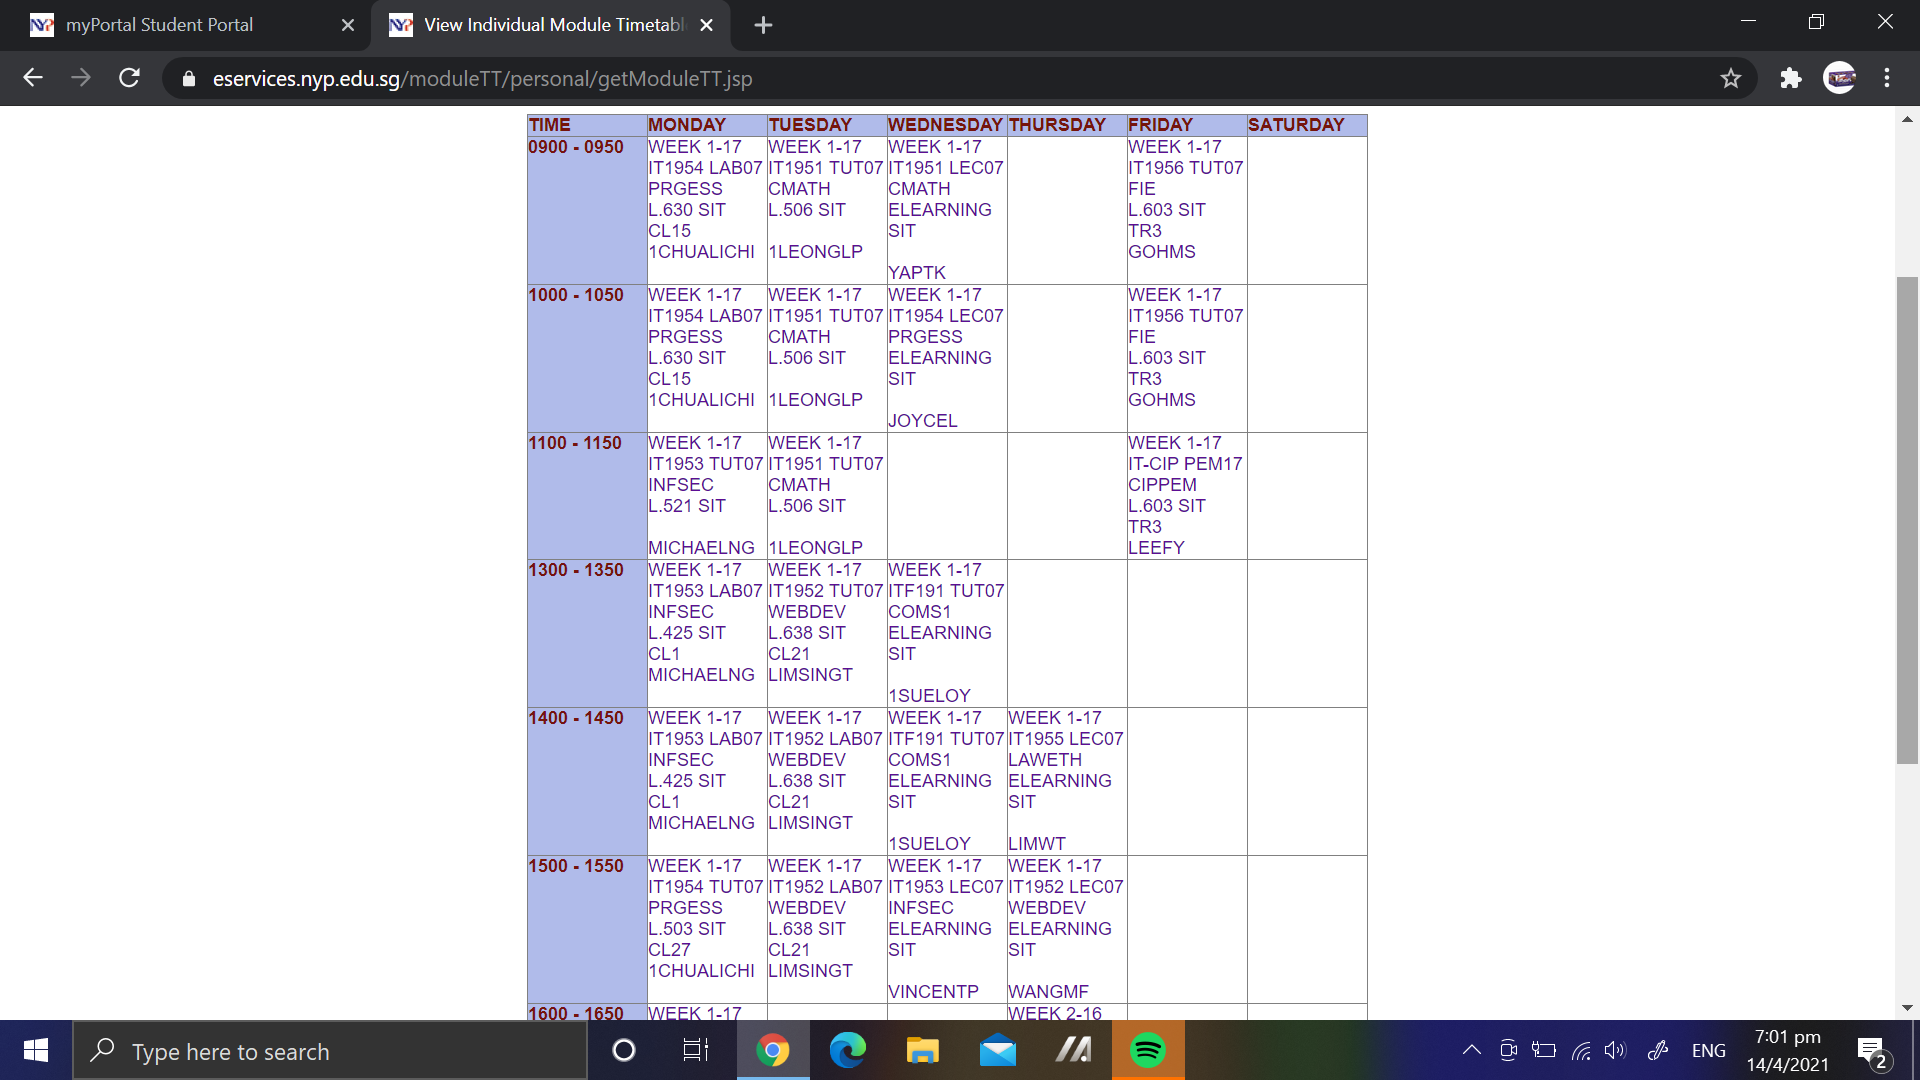 myPortal Student Portal
View Individual Module Timetabl
eservices.nyp.edu.sg/moduleTT/personal/getModuleTT.jsp
TIME MONDAY TUESDAY WEDNESDAY THURSDAY FRIDAY SATURDAY
0900 - 0950
WEEK 1-17
IT1954 LAB07
PRGESS
L.630 SIT
CL15
1CHUALICHI
WEEK 1-17
IT1951 TUT07
CMATH
L.506 SIT
1LEONGLP
WEEK 1-17
IT1951 LEC07
CMATH
ELEARNING
SIT
YAPTK
WEEK 1-17
IT1956 TUT07
FIE
L.603 SIT
TR3
GOHMS
1000 - 1050
WEEK 1-17
IT1954 LAB07
PRGESS
L.630 SIT
CL15
1CHUALICHI
WEEK 1-17
IT1951 TUT07
CMATH
L.506 SIT
1LEONGLP
WEEK 1-17
IT1954 LEC07
PRGESS
ELEARNING
SIT
JOYCEL
WEEK 1-17
IT1956 TUT07
FIE
L.603 SIT
TR3
GOHMS
1100 - 1150
WEEK 1-17
IT1953 TUT07
INFSEC
L.521 SIT
MICHAELNG
WEEK 1-17
IT1951 TUT07
CMATH
L.506 SIT
1LEONGLP
WEEK 1-17
IT-CIP PEM17
CIPPEM
L.603 SIT
TR3
LEEFY
1300 - 1350
WEEK 1-17
IT1953 LAB07
INFSEC
L.425 SIT
CL1
MICHAELNG
WEEK 1-17
IT1952 TUT07
WEBDEV
L.638 SIT
CL21
LIMSINGT
WEEK 1-17
ITF191 TUT07
COMS1
ELEARNING
SIT
1SUELOY
1400 - 1450
WEEK 1-17
IT1953 LAB07
INFSEC
L.425 SIT
CL1
MICHAELNG
WEEK 1-17
IT1952 LAB07
WEBDEV
L.638 SIT
CL21
LIMSINGT
WEEK 1-17
ITF191 TUT07
COMS1
ELEARNING
SIT
1SUELOY
WEEK 1-17
IT1955 LEC07
LAWETH
ELEARNING
SIT
LIMWT
1500 - 1550
WEEK 1-17
IT1954 TUT07
PRGESS
L.503 SIT
CL27
1CHUALICHI
WEEK 1-17
IT1952 LAB07
WEBDEV
L.638 SIT
CL21
LIMSINGT
WEEK 1-17
IT1953 LEC07
INFSEC
ELEARNING
SIT
VINCENTP
WEEK 1-17
IT1952 LEC07
WEBDEV
ELEARNING
SIT
WANGMF
1600 - 1650
WEEK 1-17
WEEK 2-16
Type here to search
ENG
7:01 pm
14/4/2021
2